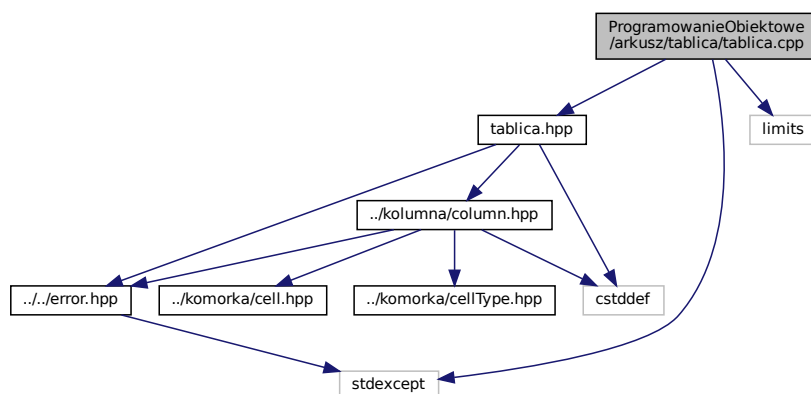 ProgramowanieObiektowe
/arkusz/tablica/tablica.cpp
tablica.hpp
limits
../kolumna/column.hpp
../../error.hpp
../komorka/cell.hpp
../komorka/cellType.hpp
cstddef
stdexcept